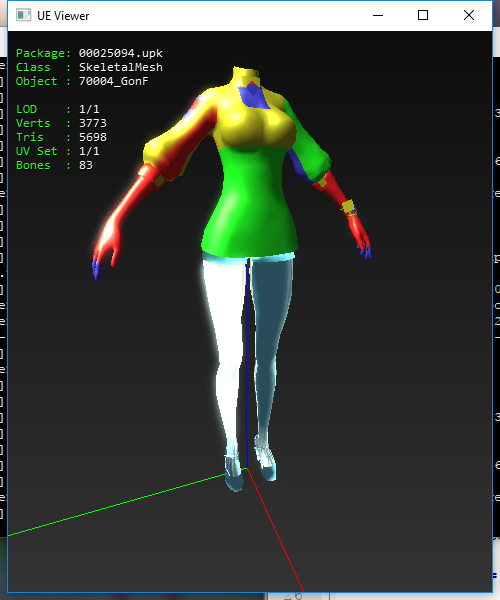 UE Viewer
Package: 00025094.upk
Class : SkeletalMesh
Object : 70004_GonF
LOD : 1/1
Verts : 3773
Tris : 5698
UV Set : 1/1
Bones : 83